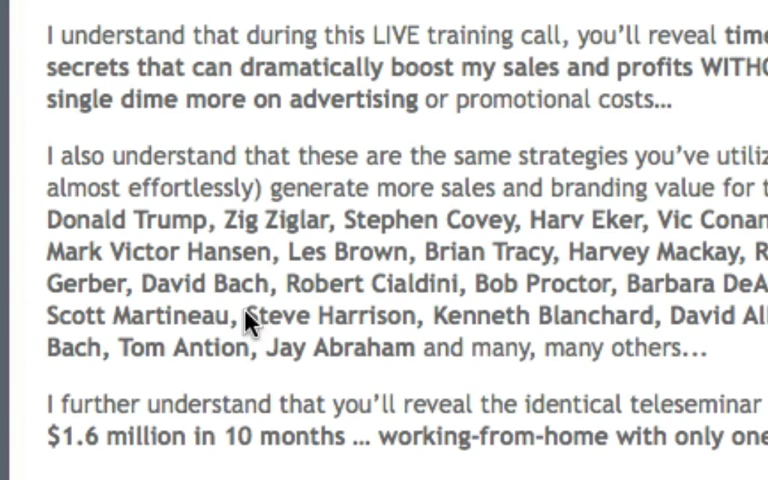 I understand that during this LIVE training call, you’ll reveal
secrets that can dramatically boost my sales and profits
single dime more on advertising or promotional costs…
I also understand that these are the same strategies you’ve
almost effortlessly) generate more sales and branding value for
Donald Trump, Zig Ziglar, Stephen Covey, Harv Eker, Vic
Mark Victor Hansen, Les Brown, Brian Tracy, Harvey Mackay,
Gerber, David Bach, Robert Cialdini, Bob Proctor, Barbara
Scott Martineau, Steve Harrison, Kenneth Blanchard, David
Bach, Tom Antion, Jay Abraham and many, many others...
I further understand that you’ll reveal the identical teleseminar
$1.6 million in 10 months … working-from-home with only one